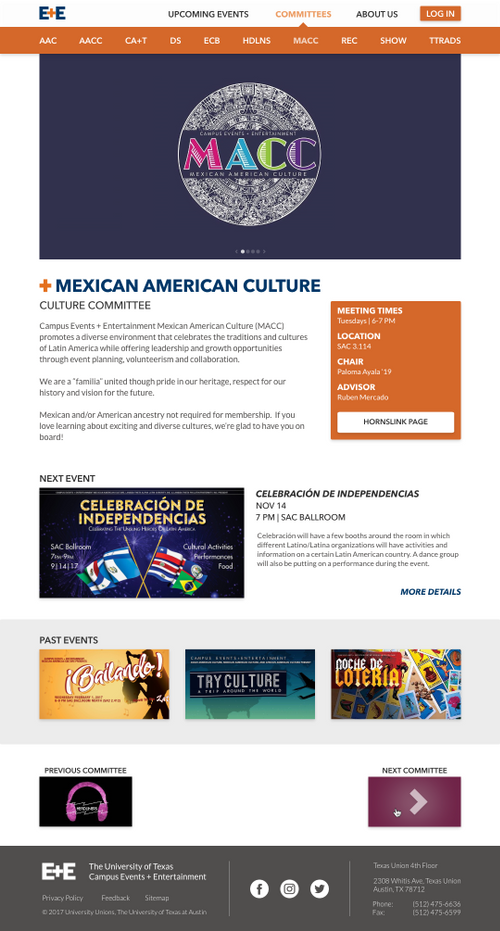 E+E
UPCOMING EVENTS COMMITTEES ABOUT US LOG IN
AAC AACC CA+T DS ECB HDLNS MACC REC SHOW TTRADS
CAMPUS EVENTS + ENTERTAINMENT
MACC
MEXICAN AMERICAN CULTURE
MEXICAN AMERICAN CULTURE
CULTURE COMMITTEE
Campus Events + Entertainment Mexican American Culture (MACC)
promotes a diverse environment that celebrates the traditions and cultures
of Latin America while offering leadership and growth opportunities
through event planning, volunteerism and collaboration.
We are a "familia" united though pride in our heritage, respect for our
history and vision for the future.
Mexican and/or American ancestry not required for membership. If you
love learning about exciting and diverse cultures, we're glad to have you on
board!
MEETING TIMES
Tuesdays | 6-7 PM
LOCATION
SAC 3.114
CHAIR
Paloma Ayala '19
ADVISOR
Ruben Mercado
HORNSLINK PAGE
NEXT EVENT
CELEBRACIÓN DE
INDEPENDENCIAS
CELEBRATING THE UNSUNG HEROES OF LATIN AMERICA
SAC Ballroom
7PM-9PM
9|14|17
Cultural Activities
Performances
Food
CELEBRACIÓN DE INDEPENDENCIAS
NOV 14
7 PM | SAC BALLROOM
Celebración will have a few booths around the room in which
different Latino/Latina organizations will have activities and
information on a certain Latin American country. A dance group
will also be putting on a performance during the event.
MORE DETAILS
PAST EVENTS
¡Bailando!
CAMPUS EVENTS+ENTERTAINMENT
TRY CULTURE
A TRIP AROUND THE WORLD
NOCHE DE
LOTERIA
PREVIOUS COMMITTEE
NEXT COMMITTEE
HEADLINERS
E+E
The University of Texas
Campus Events + Entertainment
Privacy Policy Feedback Sitemap
© 2017 University Unions, The University of Texas at Austin
Texas Union 4th Floor
2308 Whitis Ave, Texas Union
Austin, TX 78712
Phone: (512) 475-6636
Fax: (512) 475-6599